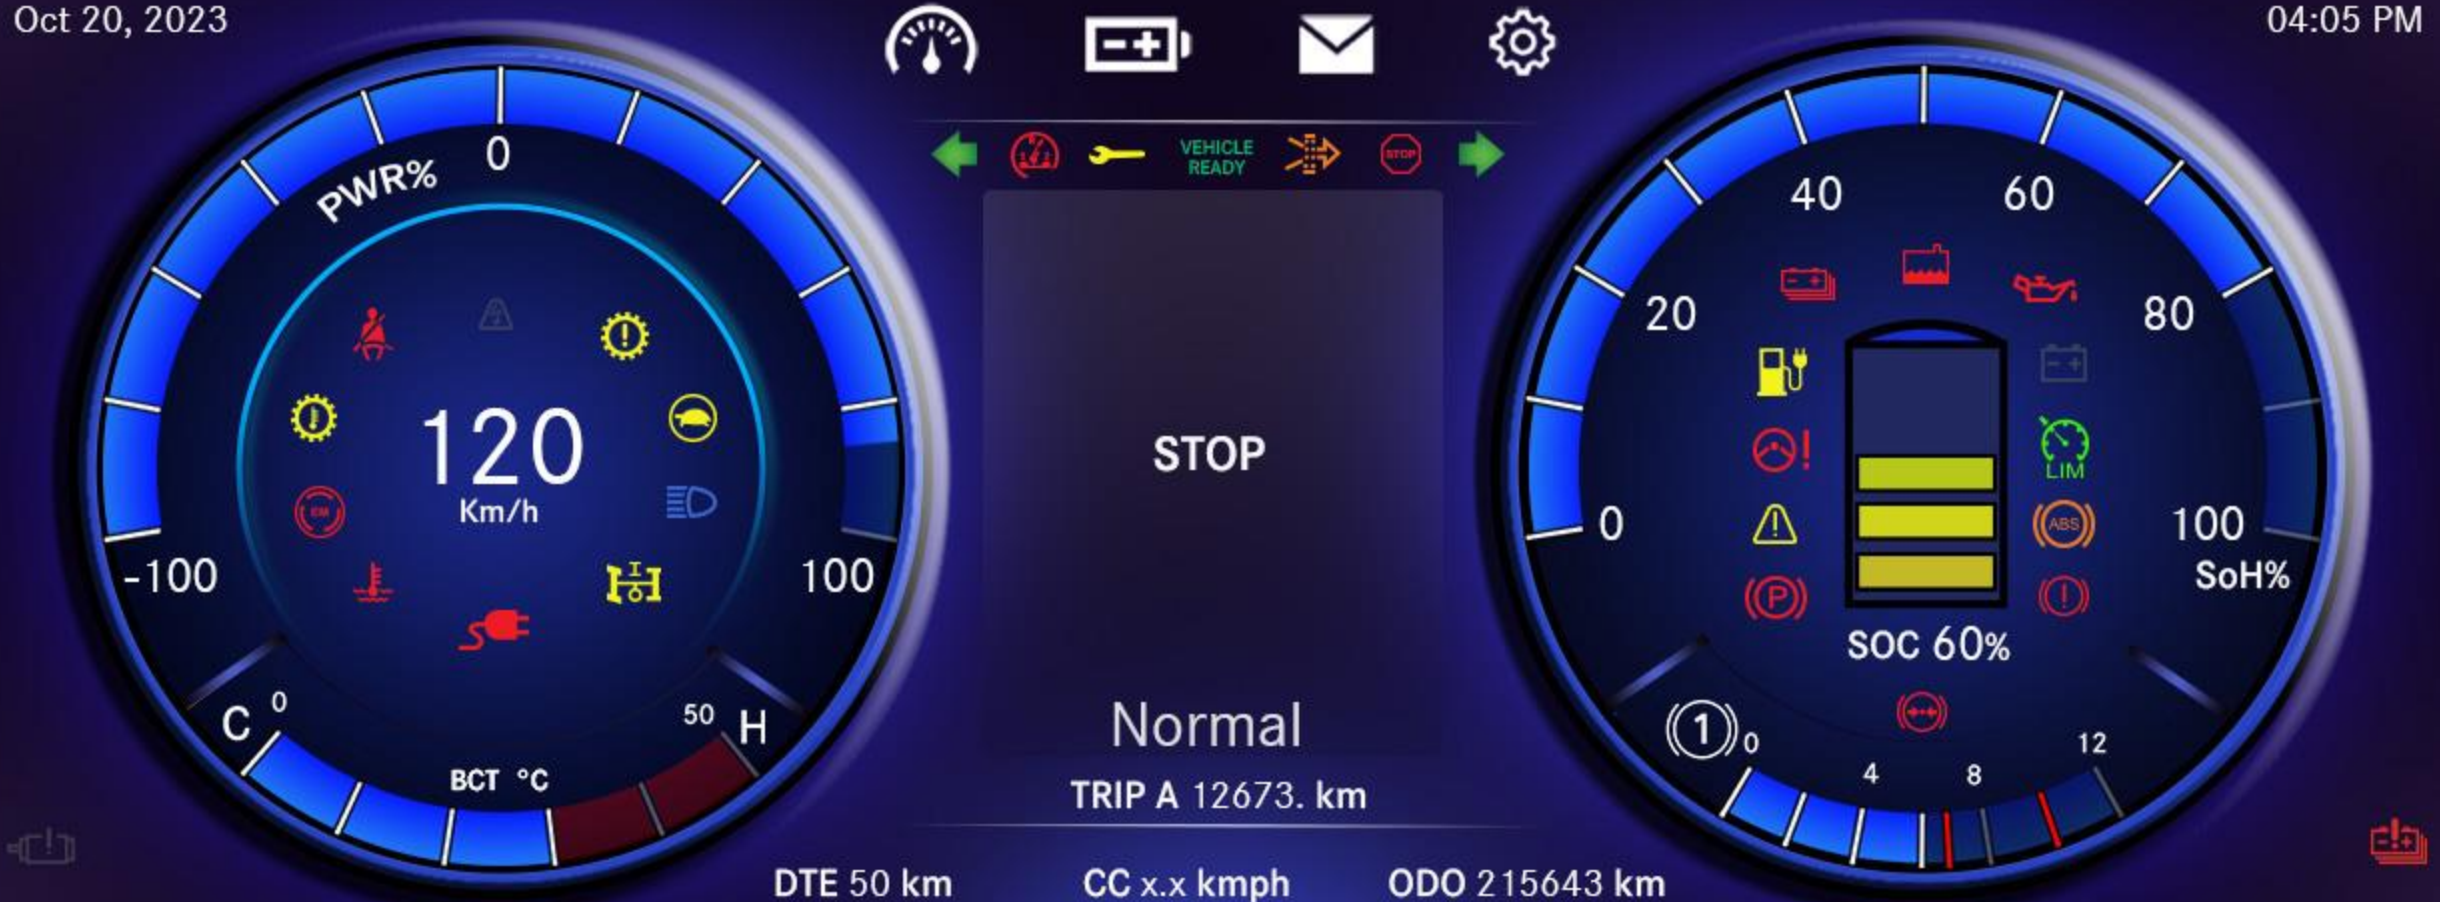 Oct 20, 2023
04:05 PM
VEHICLE
READY
STOP
PWR%
0
-100
100
120
Km/h
EM
C 0
50 H
BCT °C
STOP
Normal
TRIP A 12673. km
DTE 50 km
CC x.x kmph
ODO 215643 km
0
20
40
60
80
100
SoH%
LIM
ABS
P
SOC 60%
1
0
4
8
12